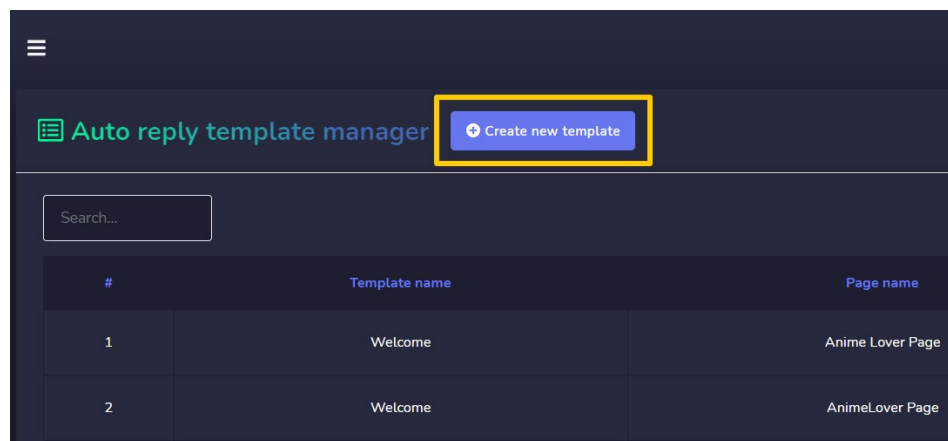 Auto reply template manager
Create new template
Search...
# Template name Page name
1 Welcome Anime Lover Page
2 Welcome AnimeLover Page